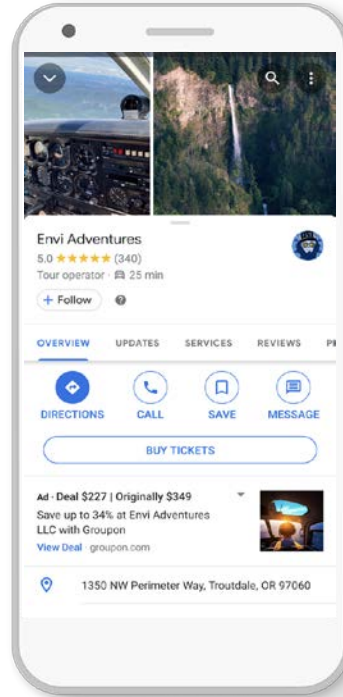 Envi Adventures
5.0 ★★★★★ (340)
Tour operator · 25 min
+ Follow
OVERVIEW UPDATES SERVICES REVIEWS
DIRECTIONS CALL SAVE MESSAGE
BUY TICKETS
Ad · Deal $227 | Originally $349
Save up to 34% at Envi Adventures
LLC with Groupon
View Deal · groupon.com
1350 NW Perimeter Way, Troutdale, OR 97060